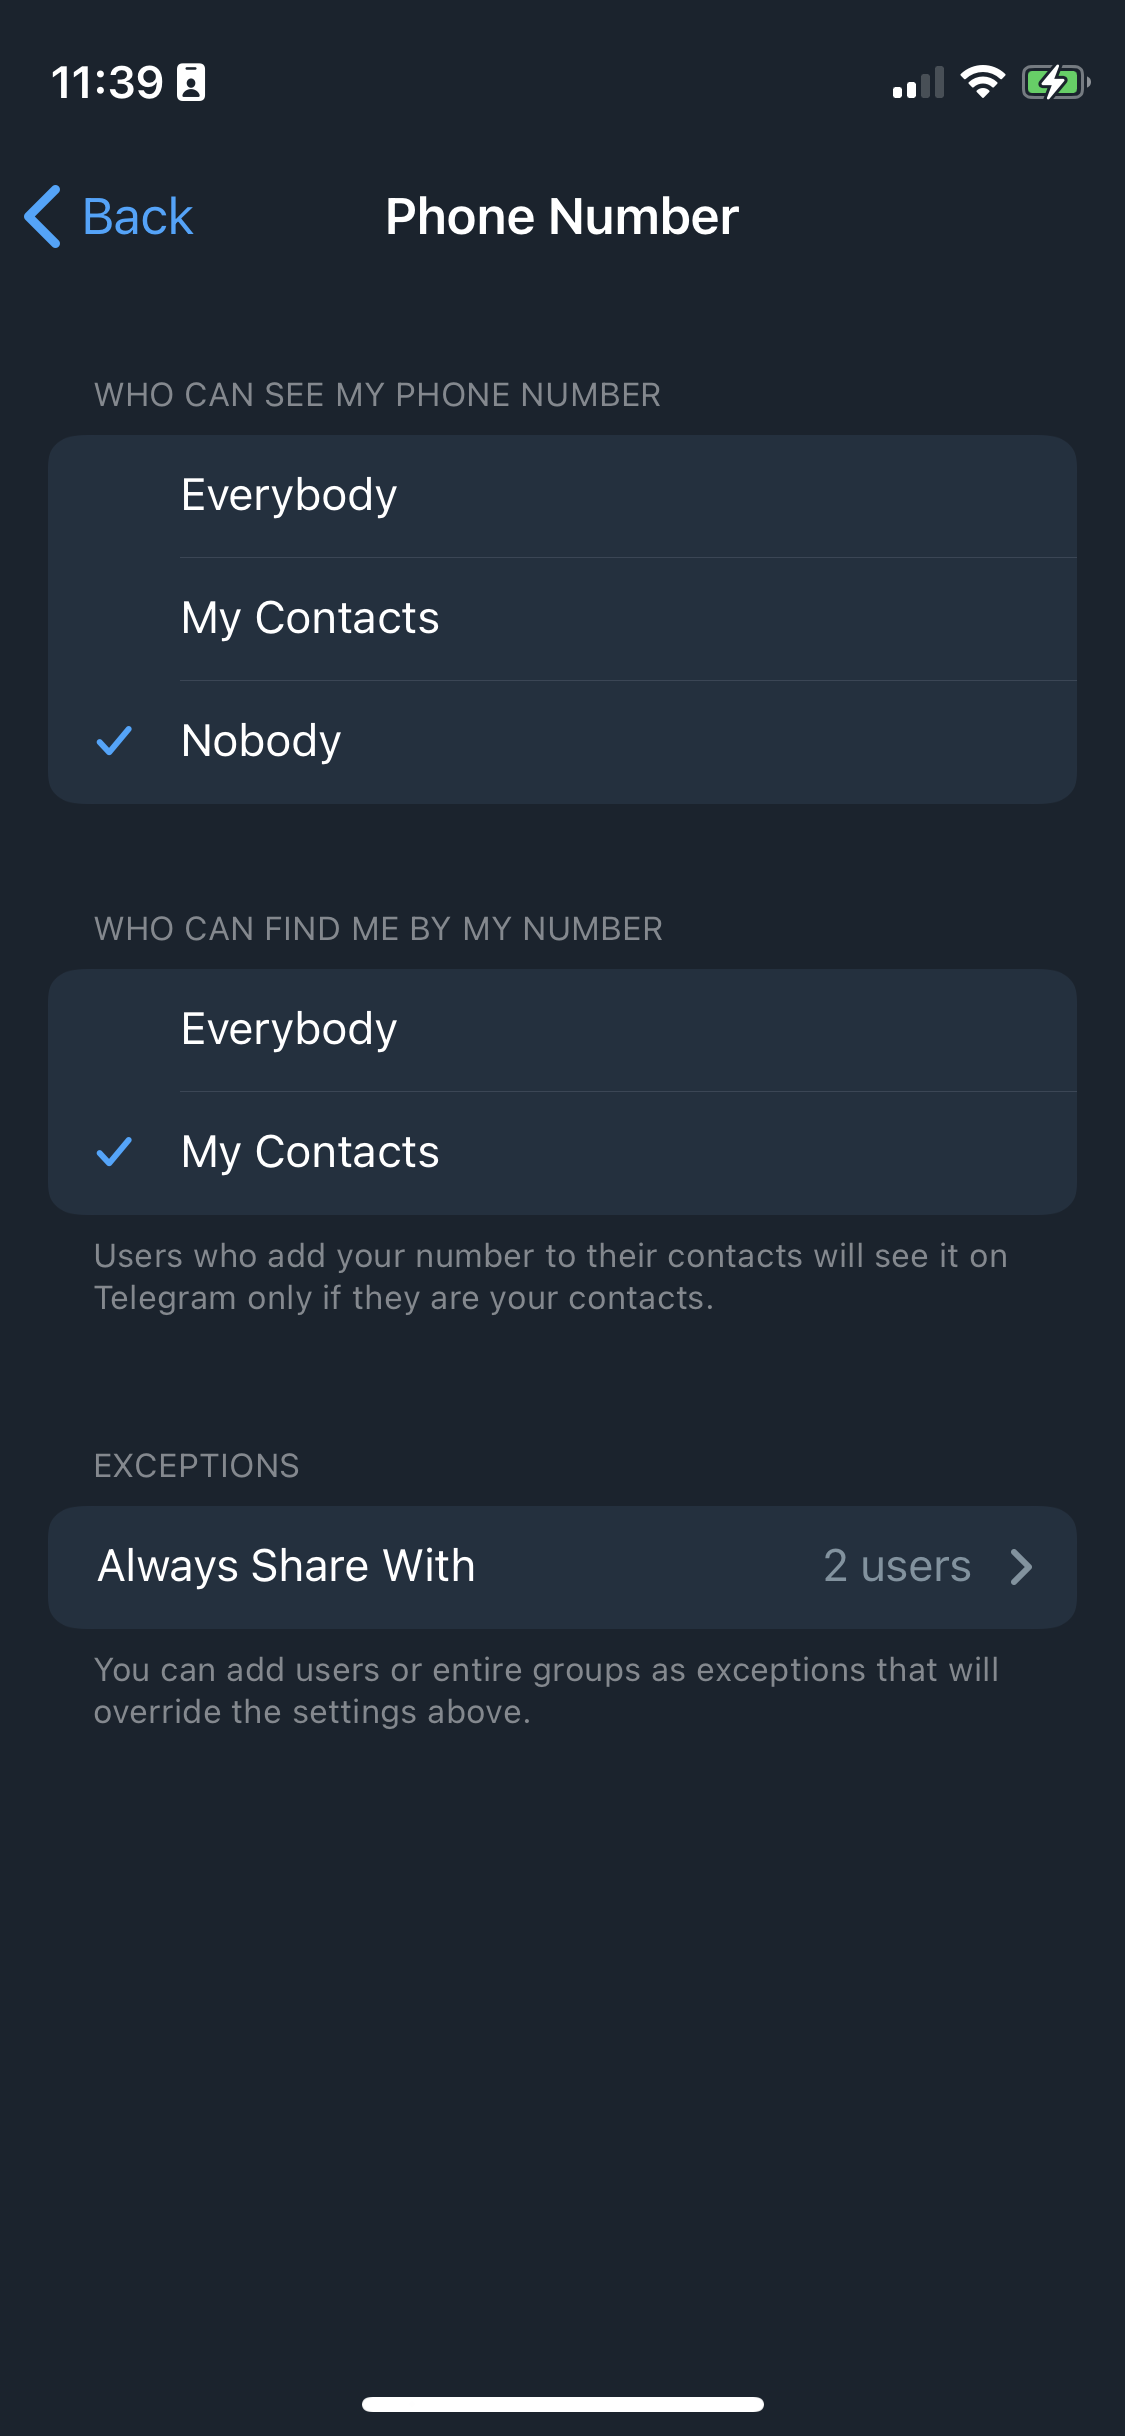 11:39
Back
Phone Number
WHO CAN SEE MY PHONE NUMBER
Everybody
My Contacts
Nobody
WHO CAN FIND ME BY MY NUMBER
Everybody
My Contacts
Users who add your number to their contacts will see it on
Telegram only if they are your contacts.
EXCEPTIONS
Always Share With 2 users
You can add users or entire groups as exceptions that will
override the settings above.